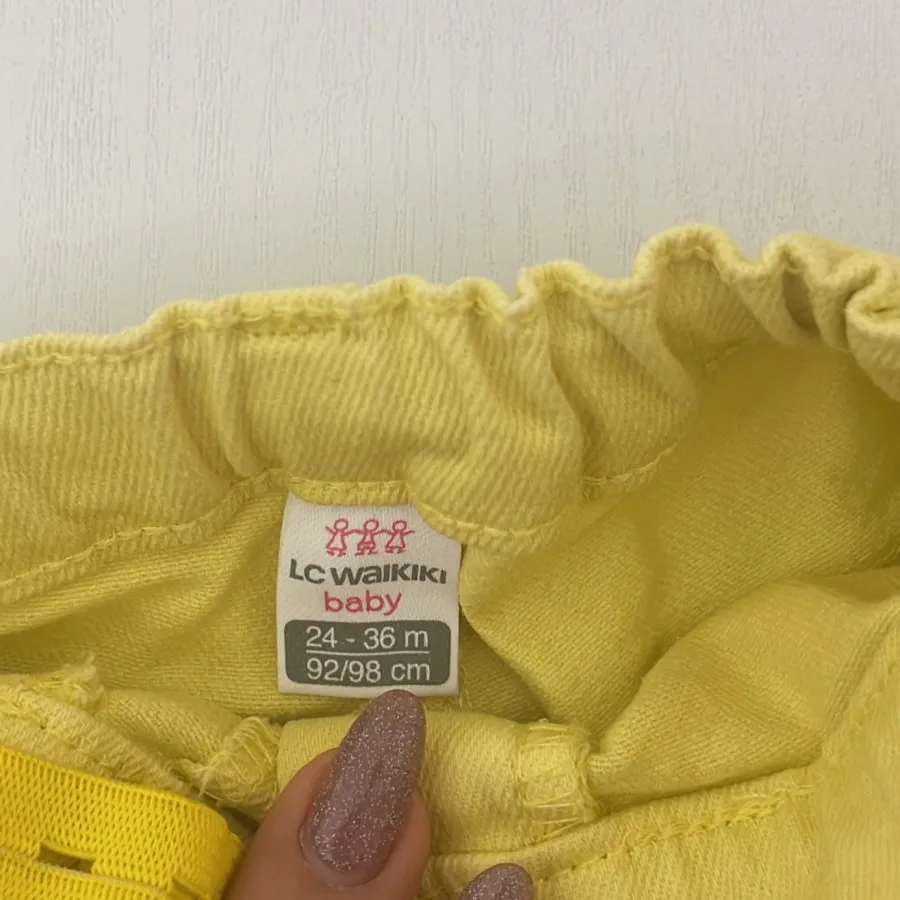 LC WAIKIKI
baby
24 - 36 m
92/98 cm